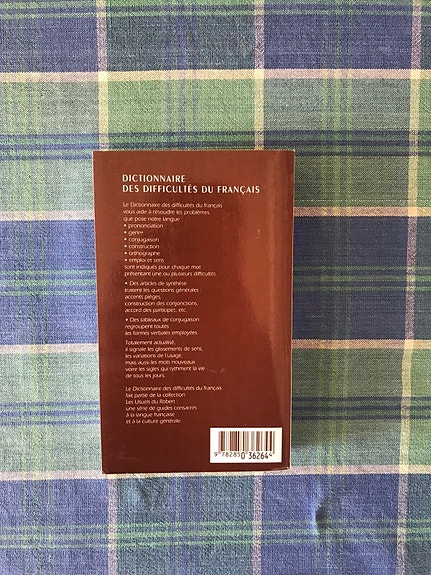 DICTIONNAIRE
DES DIFFICULTÉS DU FRANÇAIS
Le Dictionnaire des difficultés du français
vous aide à résoudre les problèmes
que pose notre langue :
• prononciation
• genre
• conjugaison
• construction
• orthographe
• emploi et sens
sont indiqués pour chaque mot
présentant une ou plusieurs difficultés.
• Des articles de synthèse
traitent les questions générales :
accents, pièges,
construction des conjonctions,
accord des participes, etc.
• Des tableaux de conjugaison
regroupent toutes
les formes verbales employées.
Totalement actualisé,
il signale les glissements de sens,
les variations de l'usage,
mais aussi les mots nouveaux
voire les sigles qui rythment la vie
de tous les jours.
Le Dictionnaire des difficultés du français
fait partie de la collection
Les Usuels du Robert :
une série de guides consacrés
à la langue française
et à la culture générale.
9 782850 362644